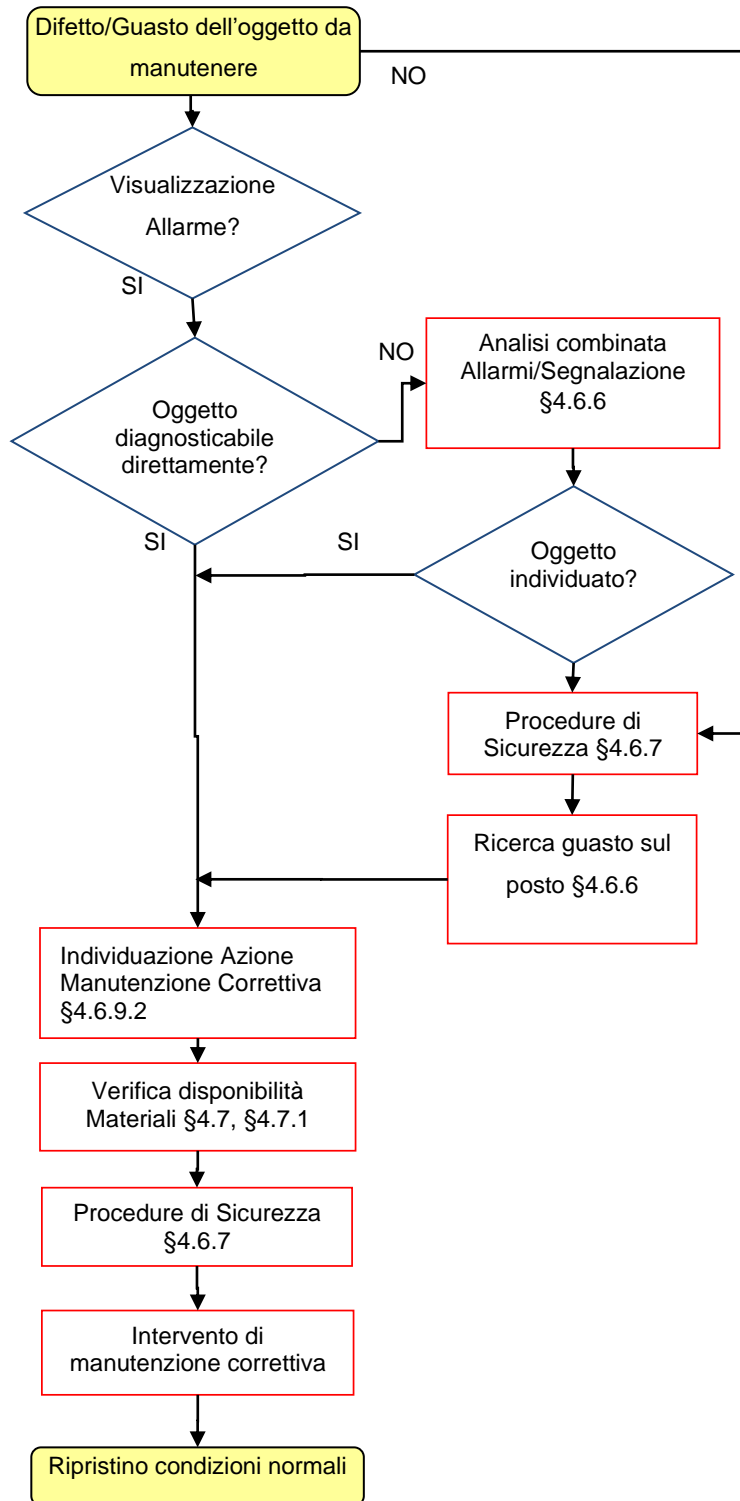 Difetto/Guasto dell'oggetto da
manutenere
NO
Visualizzazione
Allarme?
SI
NO
Analisi combinata
Allarmi/Segnalazione
§4.6.6
Oggetto
diagnosticabile
direttamente?
SI
SI
Oggetto
individuato?
Procedure di
Sicurezza §4.6.7
Ricerca guasto sul
posto §4.6.6
Individuazione Azione
Manutenzione Correttiva
§4.6.9.2
Verifica disponibilità
Materiali §4.7, §4.7.1
Procedure di Sicurezza
§4.6.7
Intervento di
manutenzione correttiva
Ripristino condizioni normali